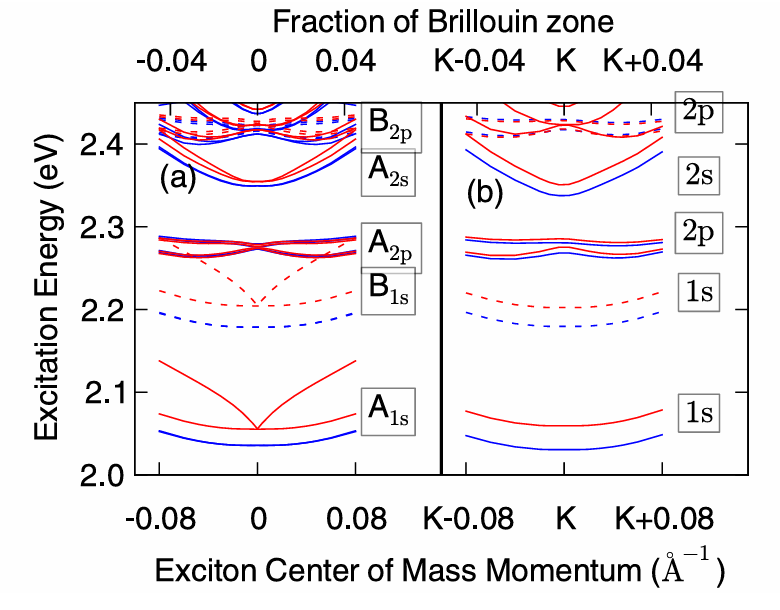 Fraction of Brillouin zone
-0.04 0 0.04 K-0.04 K K+0.04
2.4
2.3
2.2
2.1
2.0
Excitation Energy (eV)
(a)
B2p
A2s
A2p
B1s
A1s
(b)
2p
2s
2p
1s
1s
-0.08 0 0.08 K-0.08 K K+0.08
Exciton Center of Mass Momentum (Å⁻¹)